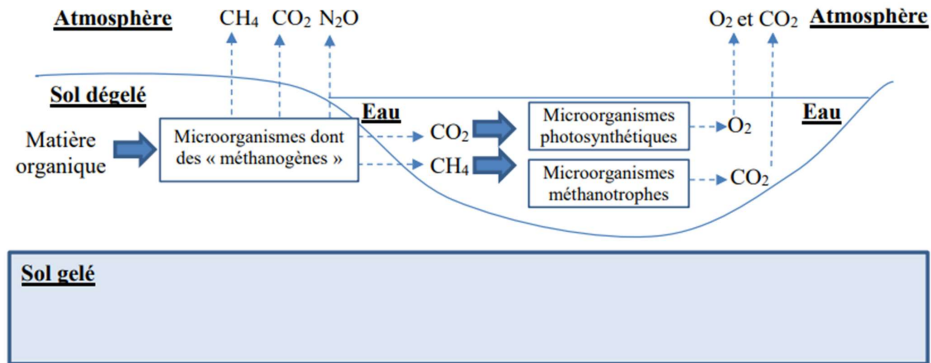 Atmosphère
CH₄ CO₂ N₂O
O₂ et CO₂
Atmosphère
Sol dégelé
Matière
organique
Microorganismes dont
des « méthanogènes »
Eau
CO₂
CH₄
Microorganismes
photosynthétiques
O₂
Microorganismes
méthanotrophes
CO₂
Eau
Sol gelé